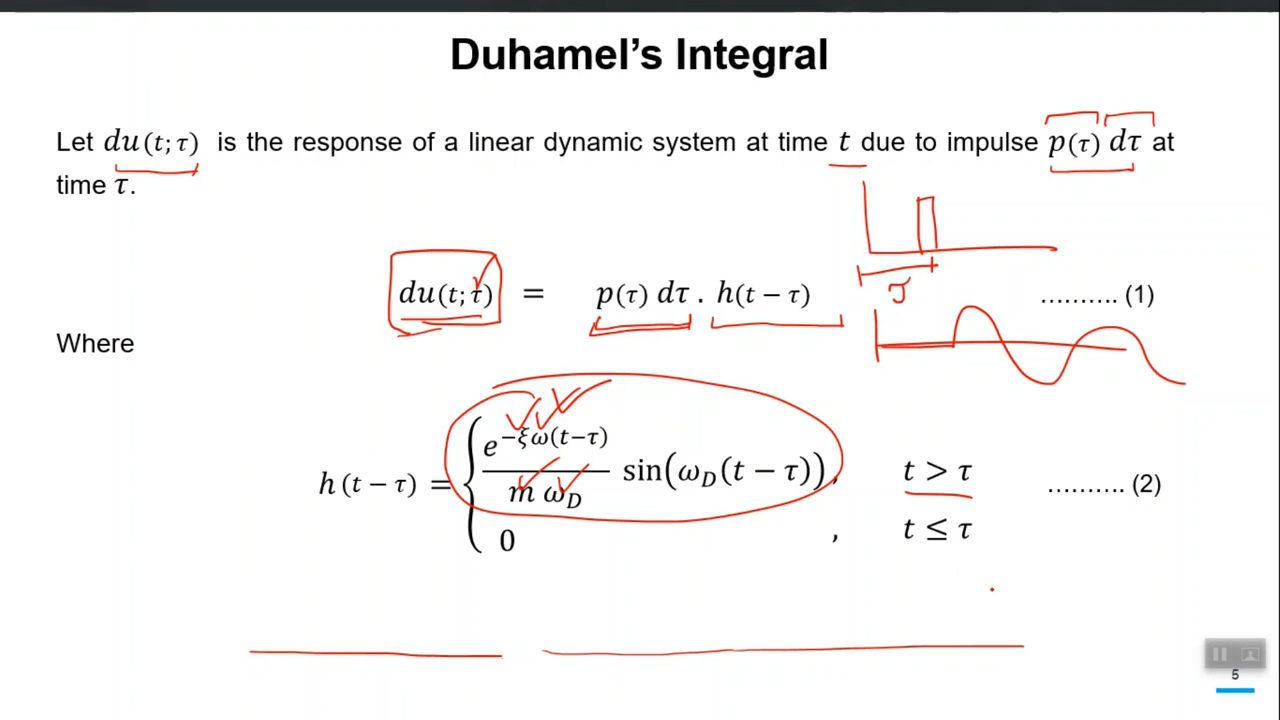 Duhamel’s Integral
Let du(t; τ) is the response of a linear dynamic system at time t due to impulse p(τ) dτ at
time τ.
du(t; τ) = p(τ) dτ . h(t − τ) .......... (1)
τ
Where
h (t − τ) = { e^{−ξω(t−τ)} / (m ω_D) sin(ω_D(t − τ)), t > τ .......... (2)
0 , t ≤ τ
5